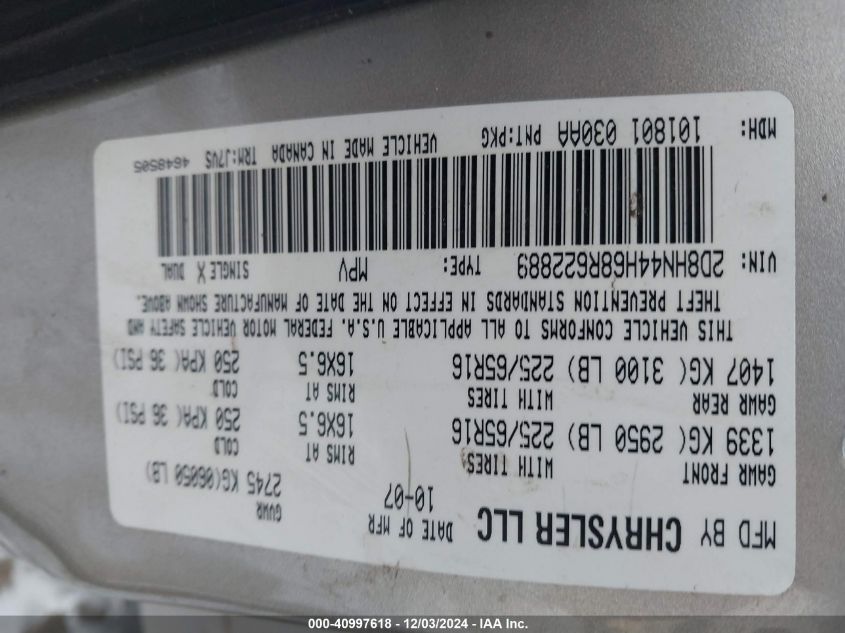 MFD BY CHRYSLER LLC DATE OF MFR 10-07 GVWR 2745 KG(06050 LB)
GAWR FRONT WITH TIRES RIMS AT COLD
1339 KG( 2950 LB) 225/65R16 16X6.5 250 KPA( 36 PSI)
GAWR REAR WITH TIRES RIMS AT COLD
1407 KG( 3100 LB) 225/65R16 16X6.5 250 KPA( 36 PSI)
THIS VEHICLE CONFORMS TO ALL APPLICABLE U.S.A. FEDERAL MOTOR VEHICLE SAFETY AND
THEFT PREVENTION STANDARDS IN EFFECT ON THE DATE OF MANUFACTURE SHOWN ABOVE.
VIN: 2D8HN44H68R622889 TYPE: MPV SINGLE X DUAL
MDH: 101801 030AA PNT:PKG VEHICLE MADE IN CANADA TRM:J7VS 4648505
000-40997618 - 12/03/2024 - IAA Inc.